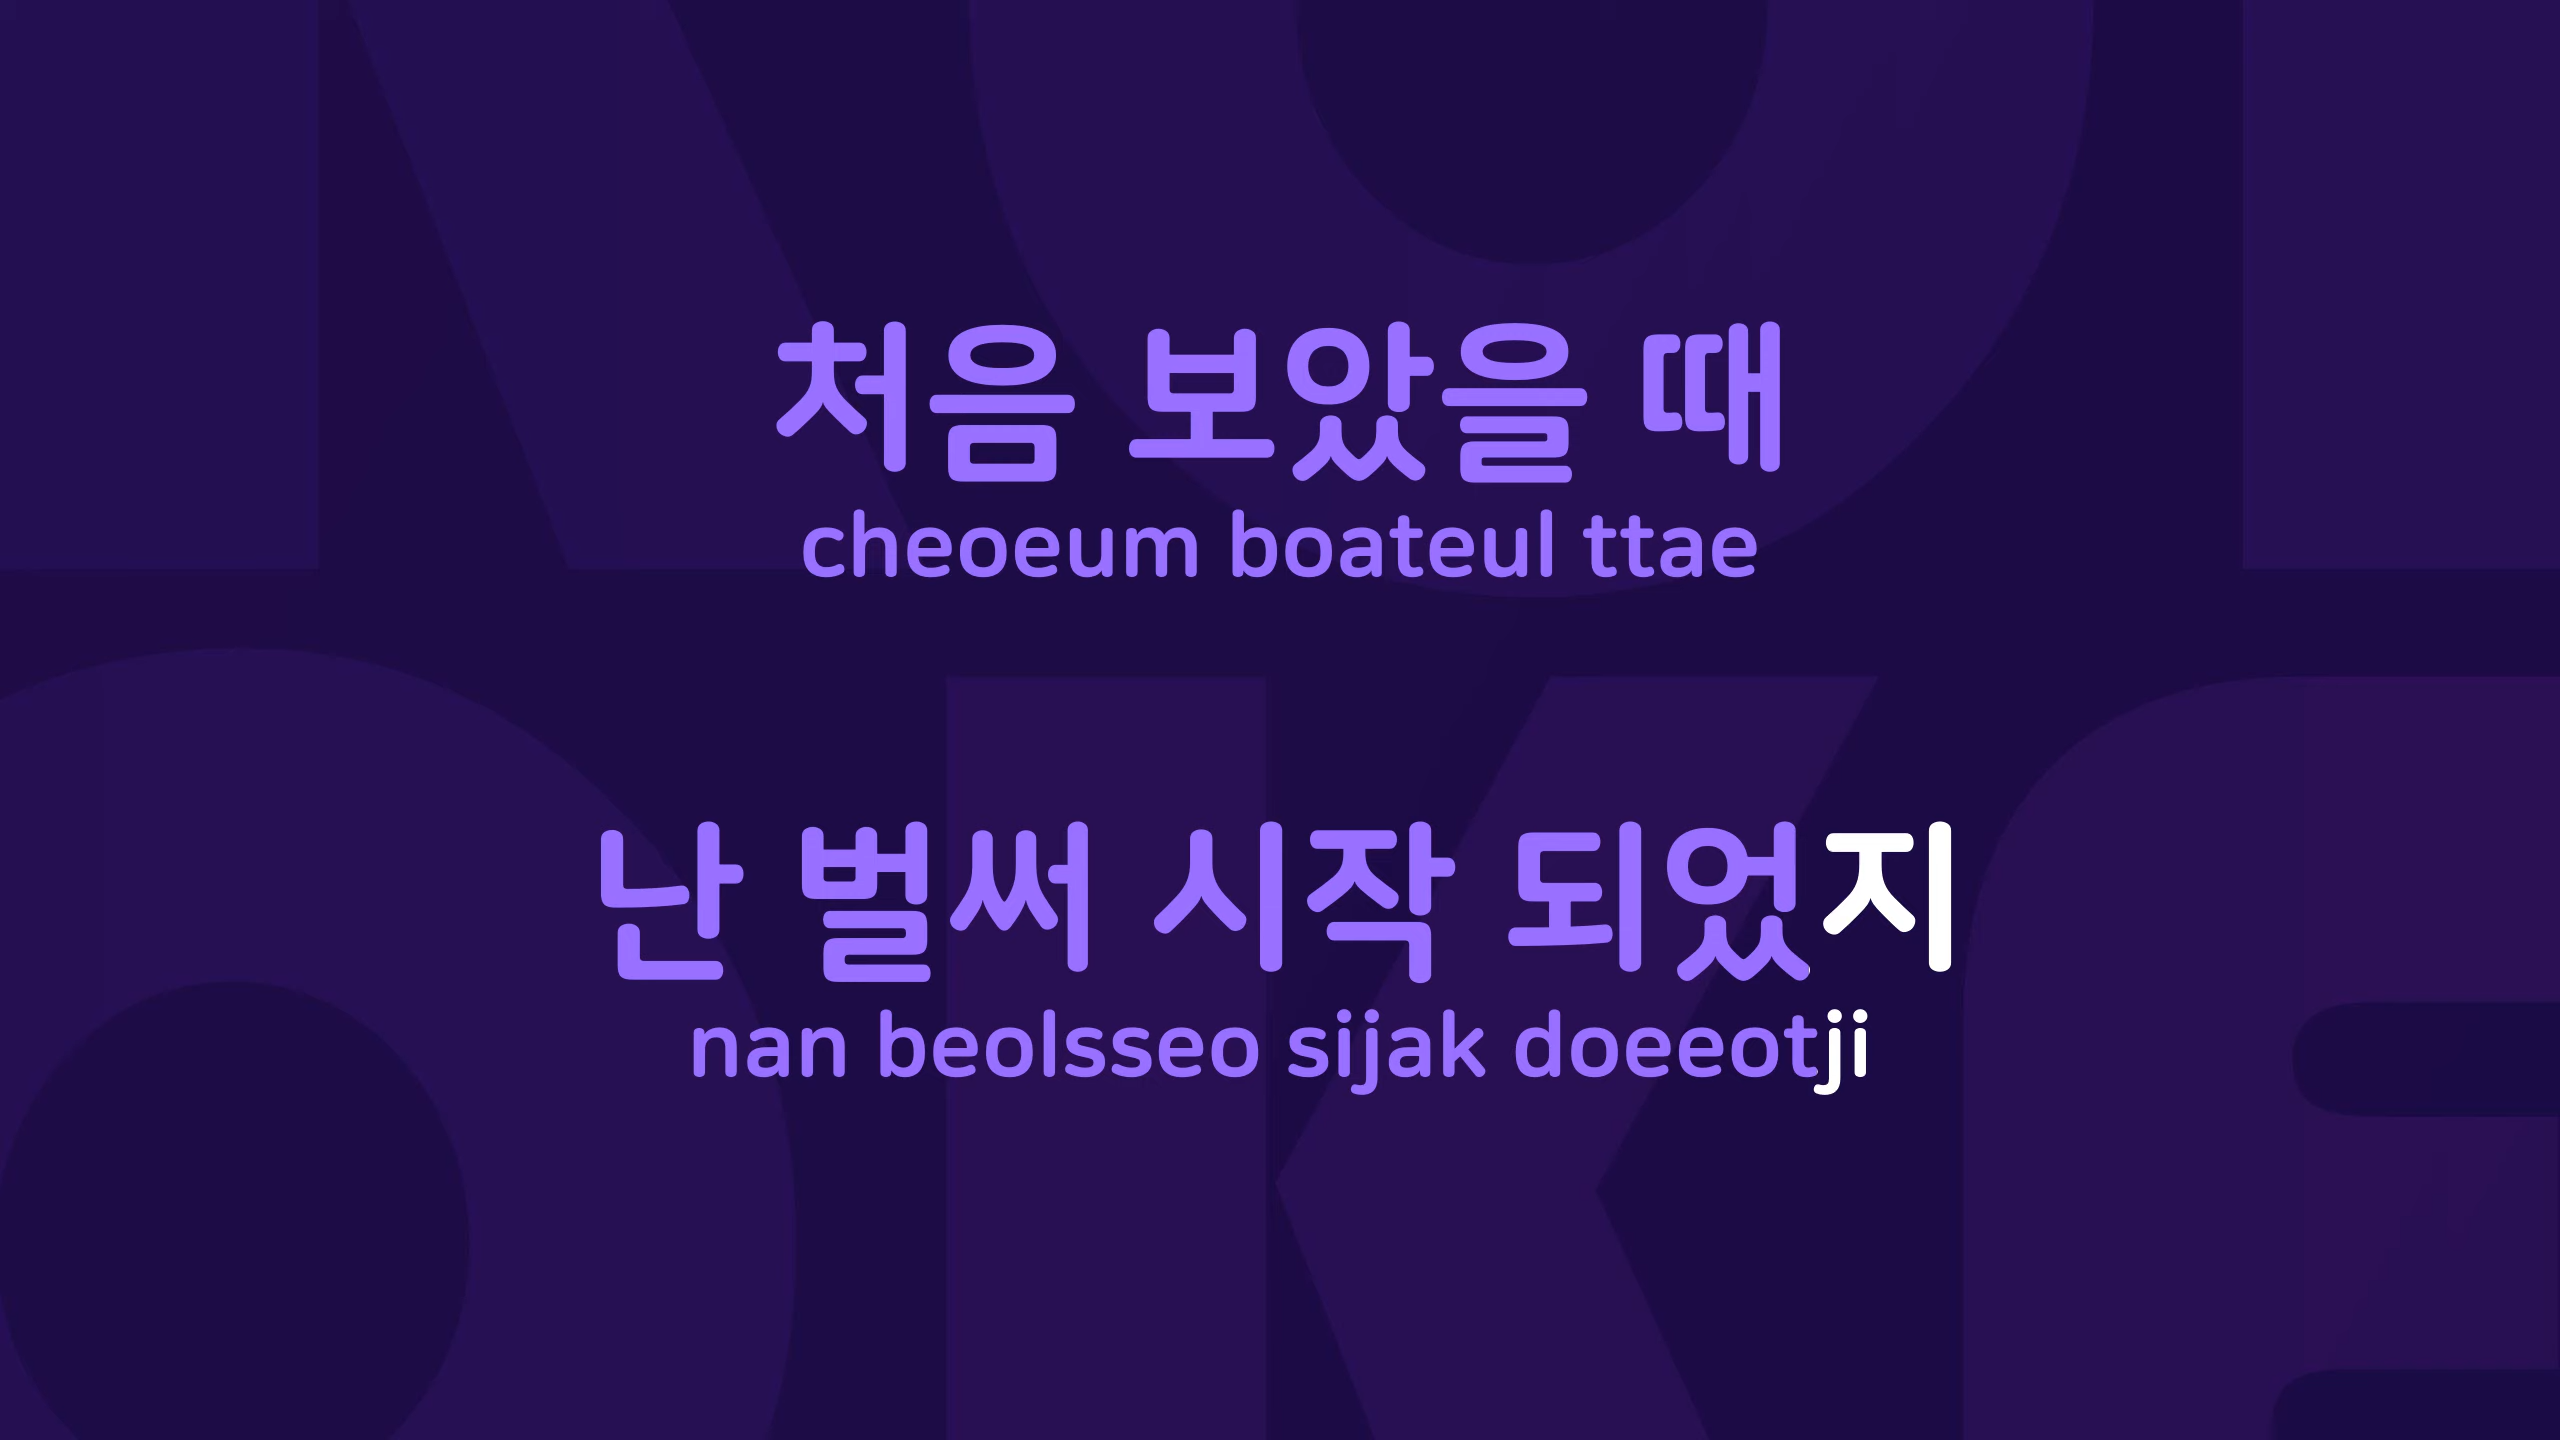 처음 보았을 때
cheoeum boateul ttae
난 벌써 시작 되었지
nan beolsseo sijak doeeotji